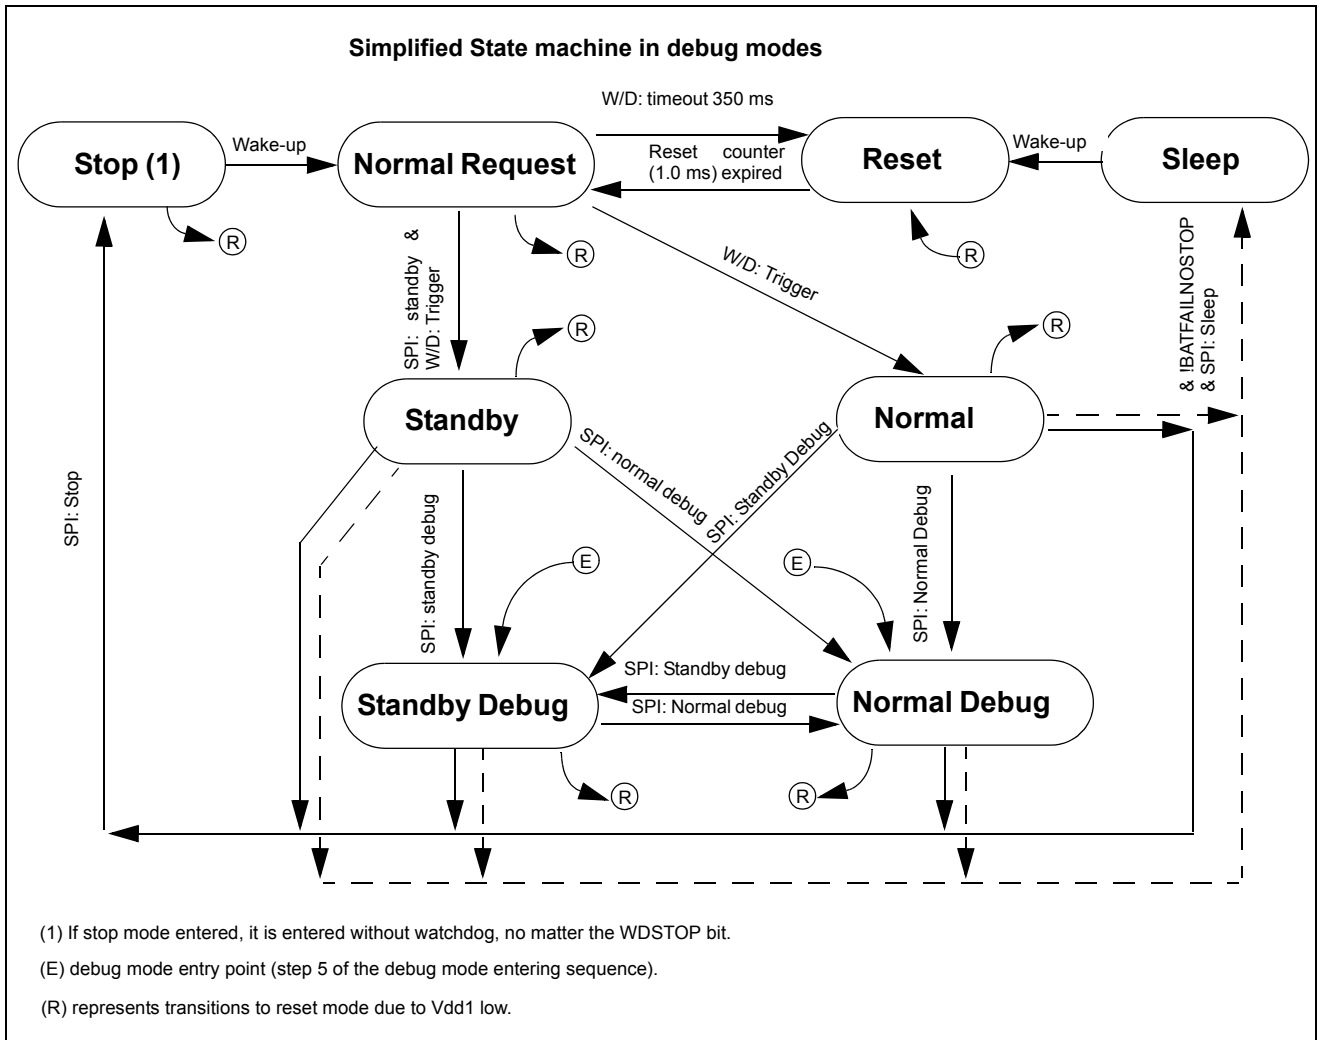 Simplified State machine in debug modes
W/D: timeout 350 ms
Stop (1)
Wake-up
Normal Request
Reset counter
(1.0 ms) expired
Reset
Wake-up
Sleep
R
R
R
SPI: standby &
W/D: Trigger
W/D: Trigger
& !BATFAILNOSTOP
& SPI: Sleep
R
R
Standby
Normal
SPI: Stop
SPI: normal debug
SPI: Standby Debug
SPI: standby debug
SPI: Normal Debug
E
E
SPI: Standby debug
Standby Debug
SPI: Normal debug
Normal Debug
R
R
(1) If stop mode entered, it is entered without watchdog, no matter the WDSTOP bit.
(E) debug mode entry point (step 5 of the debug mode entering sequence).
(R) represents transitions to reset mode due to Vdd1 low.